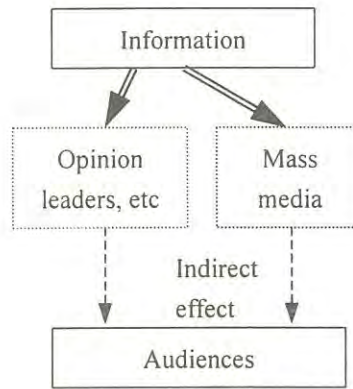 Information
Opinion
leaders, etc
Mass
media
Indirect
effect
Audiences